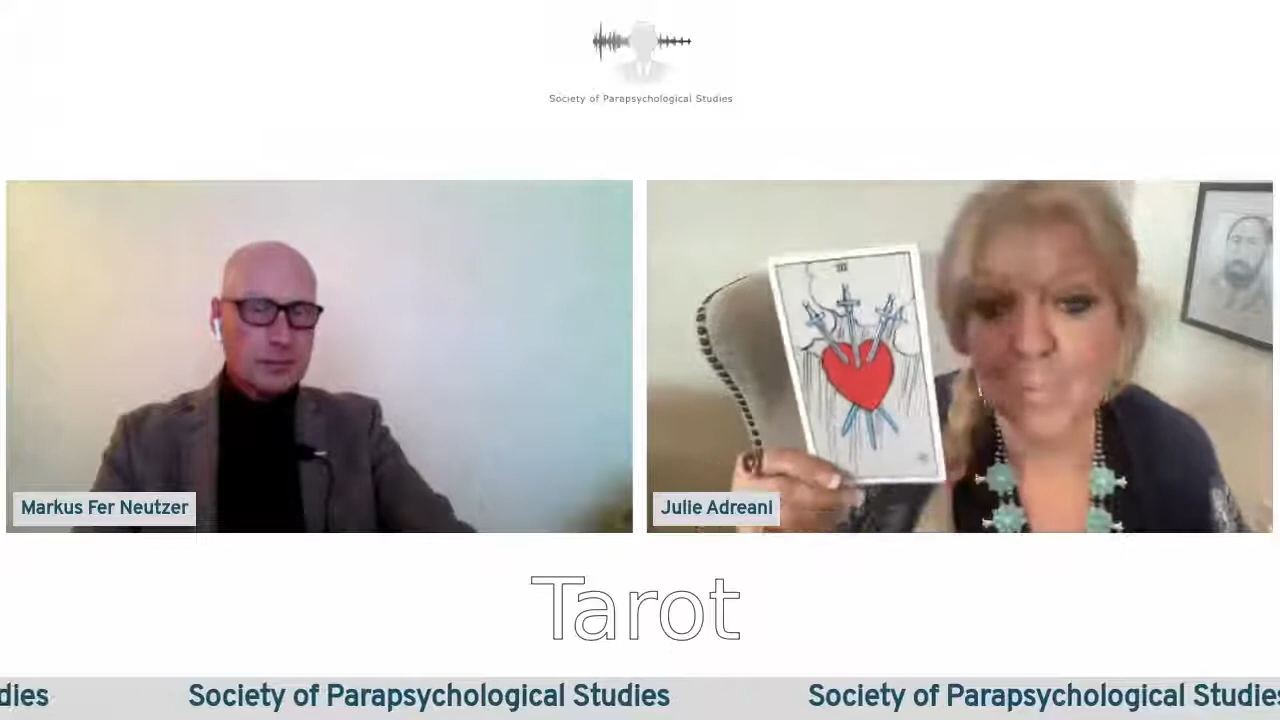 Society of Parapsychological Studies
III
Markus Fer Neutzer
Julie Adreani
Tarot
dies Society of Parapsychological Studies Society of Parapsychological Studies